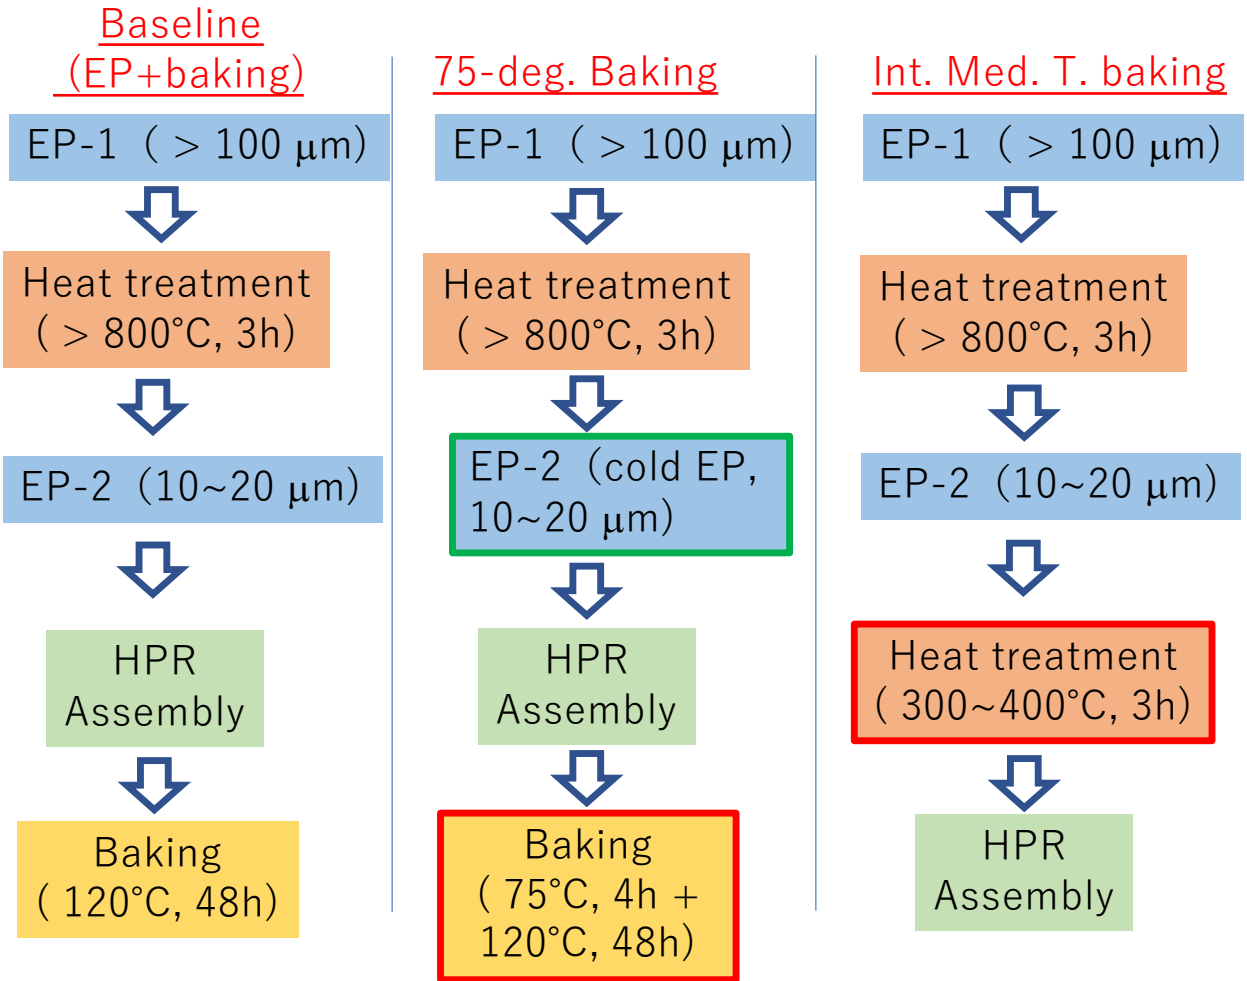 Baseline
(EP+baking)
EP-1 ( > 100 μm)
Heat treatment
( > 800°C, 3h)
EP-2 (10~20 μm)
HPR
Assembly
Baking
( 120°C, 48h)
75-deg. Baking
EP-1 ( > 100 μm)
Heat treatment
( > 800°C, 3h)
EP-2 (cold EP,
10~20 μm)
HPR
Assembly
Baking
( 75°C, 4h +
120°C, 48h)
Int. Med. T. baking
EP-1 ( > 100 μm)
Heat treatment
( > 800°C, 3h)
EP-2 (10~20 μm)
Heat treatment
( 300~400°C, 3h)
HPR
Assembly